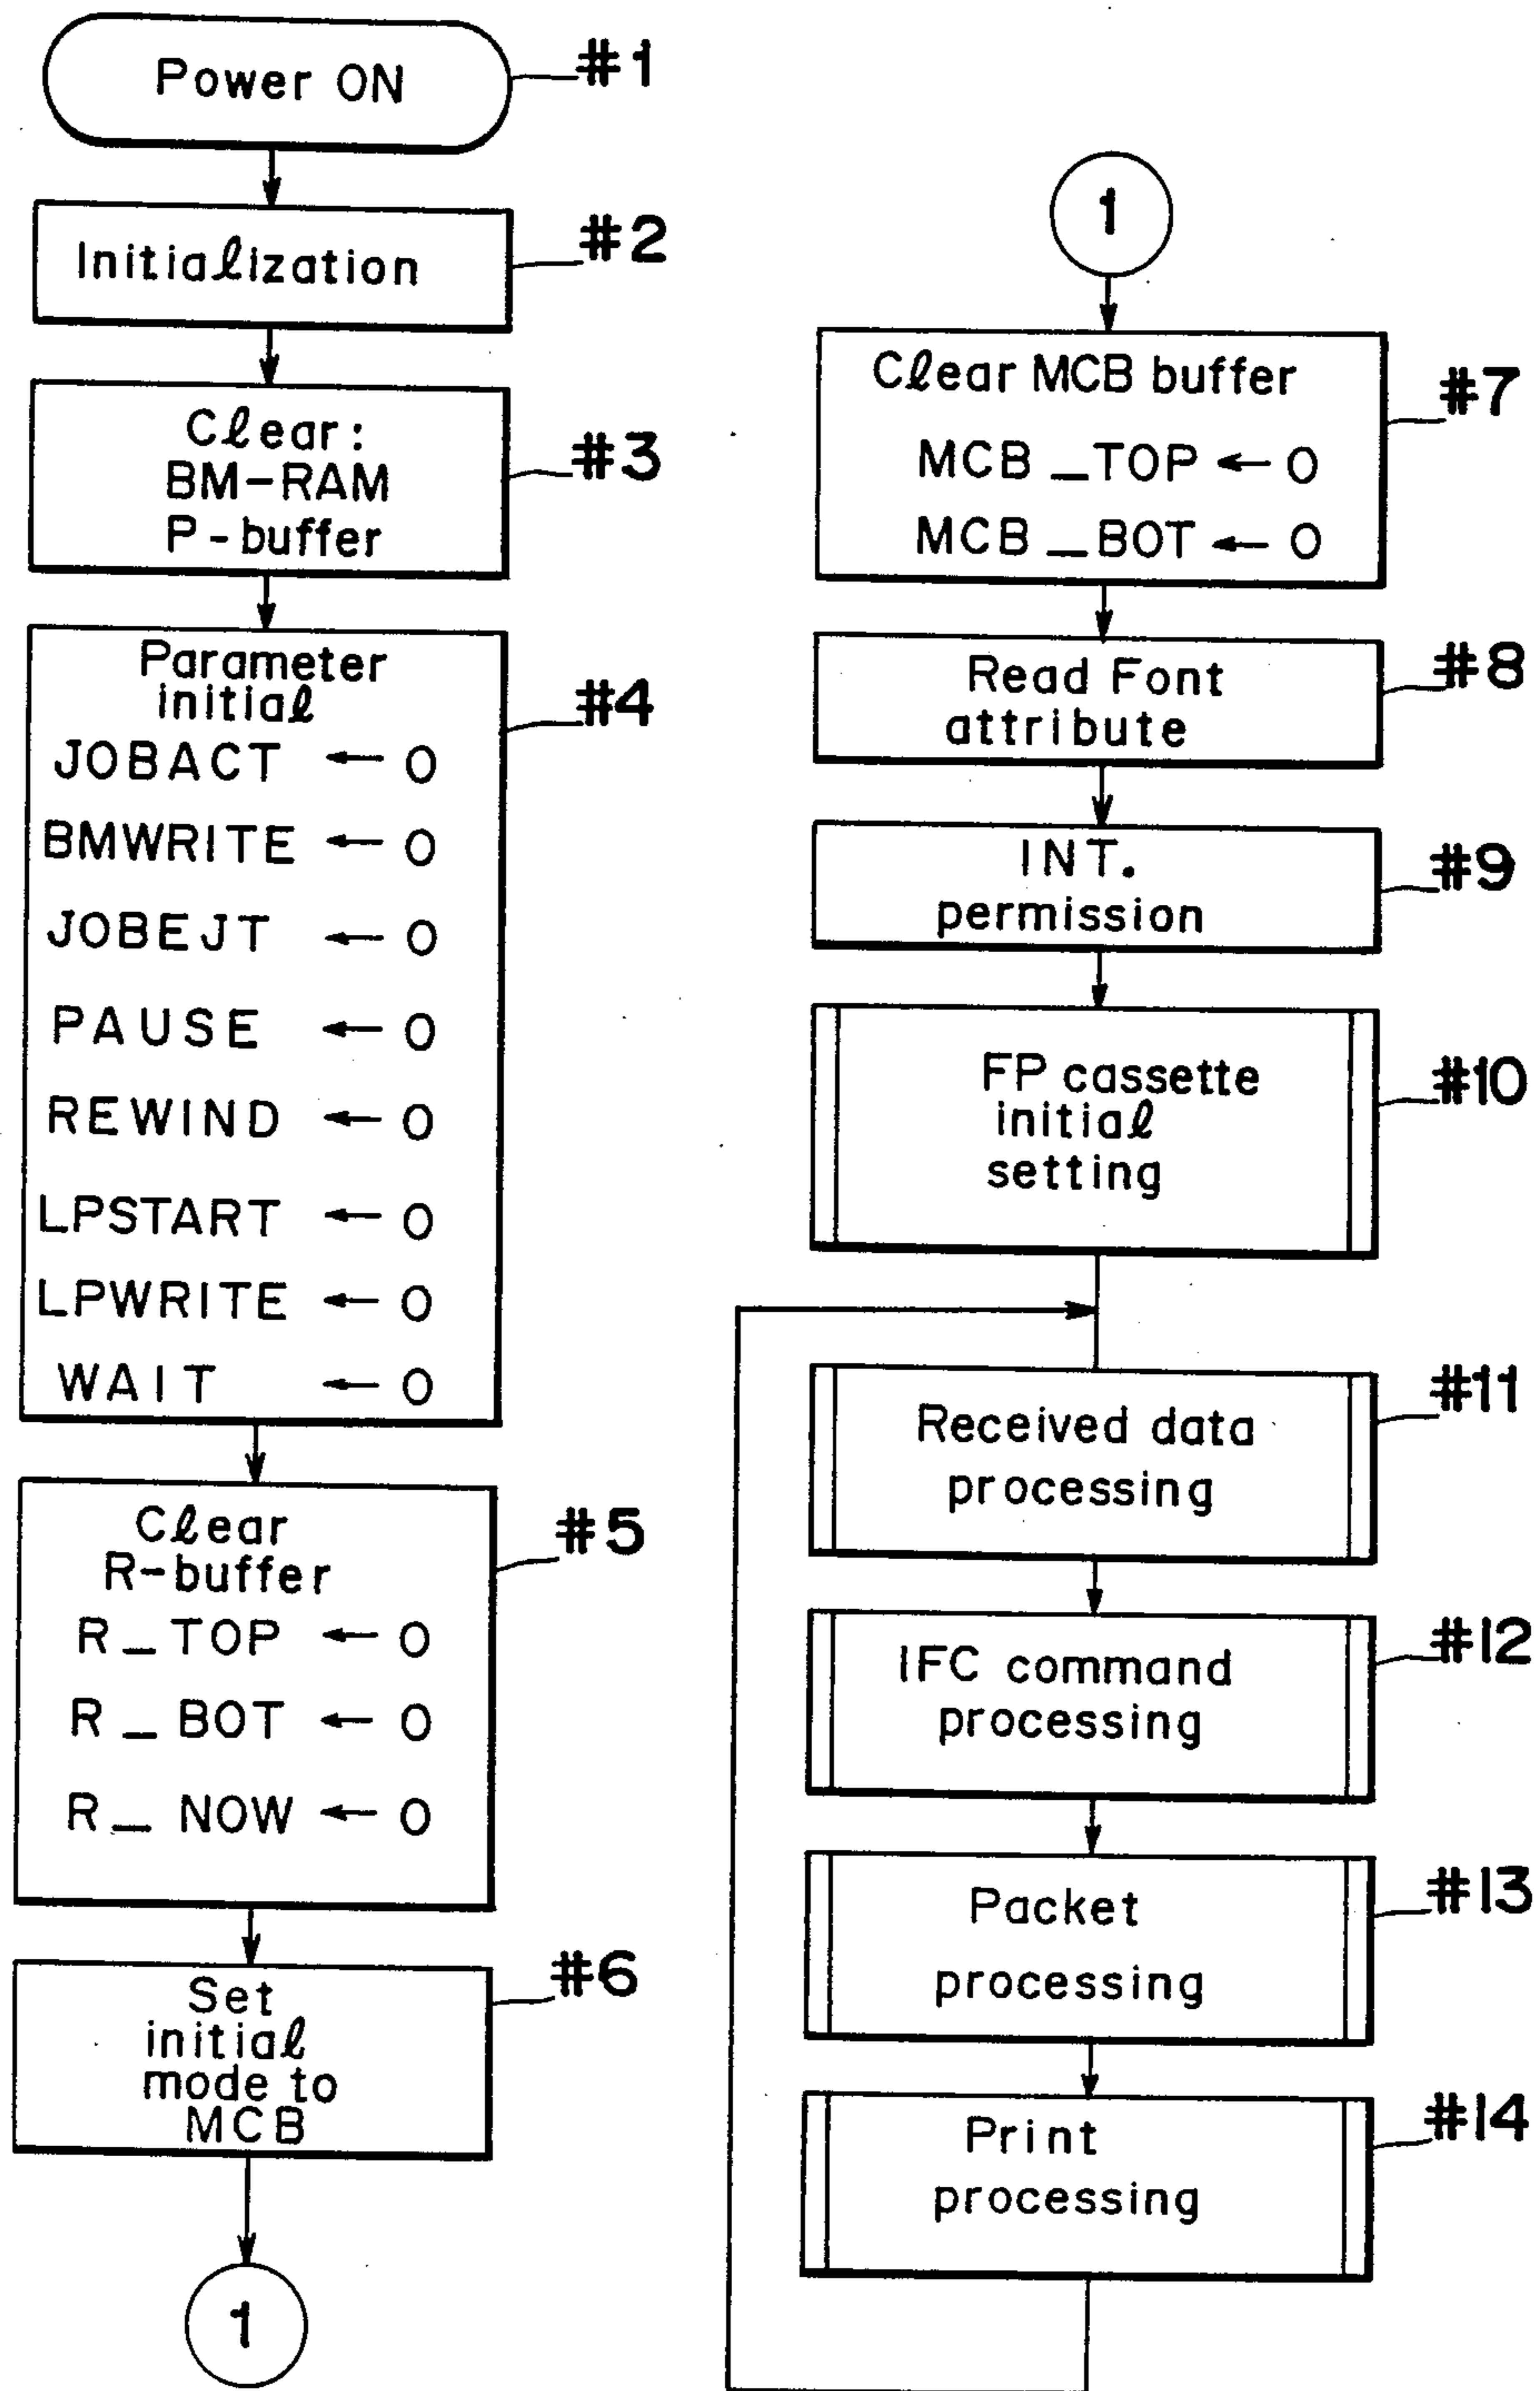 Power ON
#1
Initialization
#2
Clear:
BM-RAM
P-buffer
#3
Parameter
initial
JOBACT ← 0
BMWRITE ← 0
JOBEJT ← 0
PAUSE ← 0
REWIND ← 0
LPSTART ← 0
LPWRITE ← 0
WAIT ← 0
#4
Clear
R-buffer
R_TOP ← 0
R_BOT ← 0
R_NOW ← 0
#5
Set
initial
mode to
MCB
#6
1
1
Clear MCB buffer
MCB_TOP ← 0
MCB_BOT ← 0
#7
Read Font
attribute
#8
INT.
permission
#9
FP cassette
initial
setting
#10
Received data
processing
#11
IFC command
processing
#12
Packet
processing
#13
Print
processing
#14